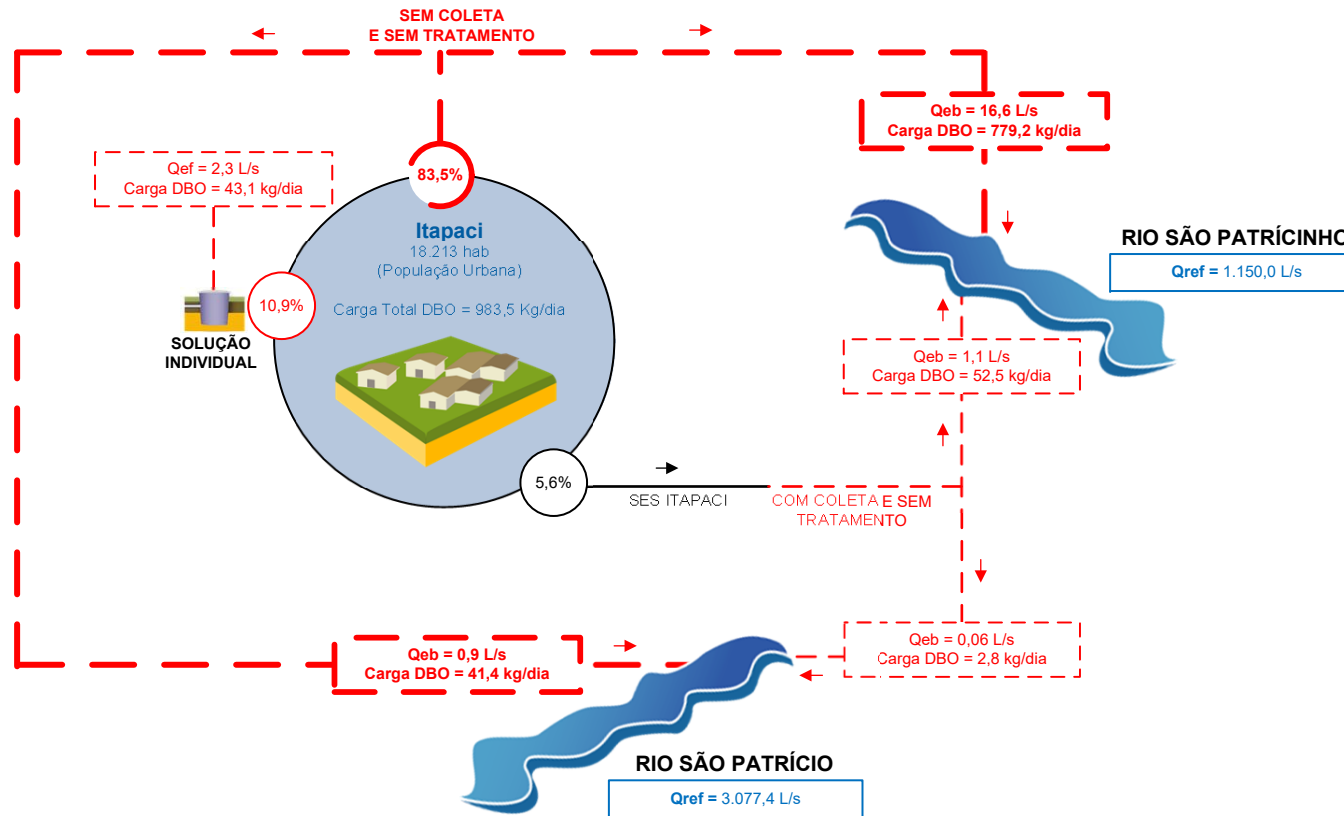 SEM COLETA
E SEM TRATAMENTO
Qeb = 16,6 L/s
Carga DBO = 779,2 kg/dia
Qef = 2,3 L/s
Carga DBO = 43,1 kg/dia
83,5%
Itapaci
18.213 hab
(População Urbana)
Carga Total DBO = 983,5 Kg/dia
10,9%
SOLUÇÃO
INDIVIDUAL
RIO SÃO PATRÍCINHO
Qref = 1.150,0 L/s
Qeb = 1,1 L/s
Carga DBO = 52,5 kg/dia
5,6%
SES ITAPACI
COM COLETA E SEM
TRATAMENTO
Qeb = 0,9 L/s
Carga DBO = 41,4 kg/dia
Qeb = 0,06 L/s
Carga DBO = 2,8 kg/dia
RIO SÃO PATRÍCIO
Qref = 3.077,4 L/s